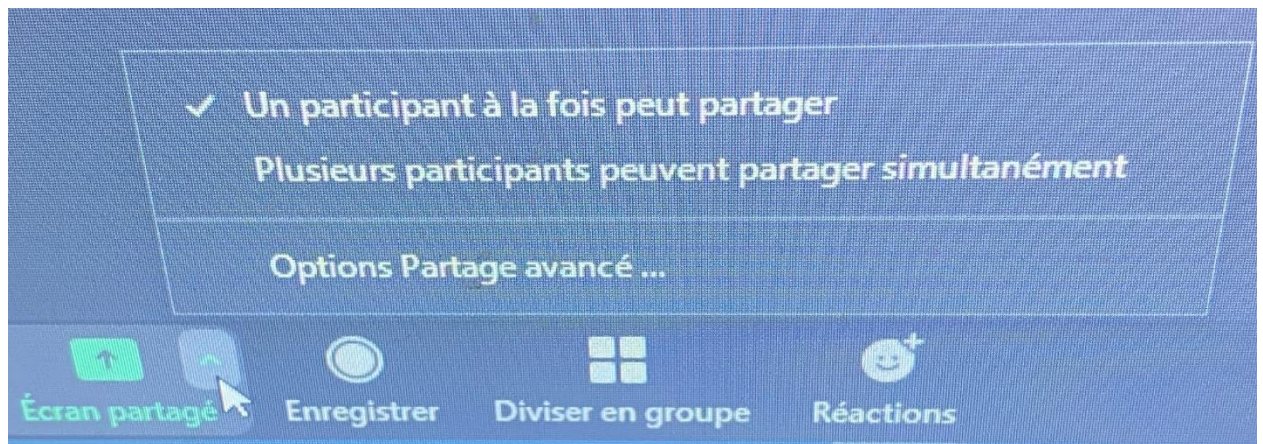 Un participant à la fois peut partager
Plusieurs participants peuvent partager simultanément
Options Partage avancé ...
Écran partagé
Enregistrer
Diviser en groupe
Réactions